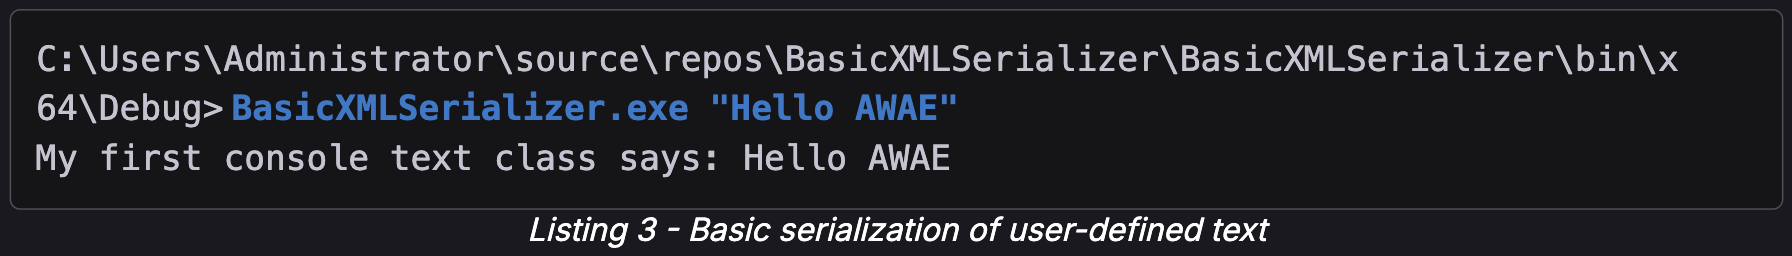 C:\Users\Administrator\source\repos\BasicXMLSerializer\BasicXMLSerializer\bin\x
64\Debug>BasicXMLSerializer.exe "Hello AWAE"
My first console text class says: Hello AWAE
Listing 3 - Basic serialization of user-defined text